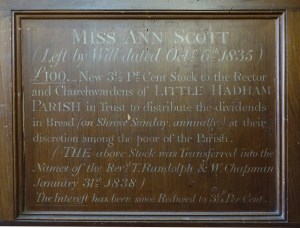 MISS ANN SCOTT
(Left by Will dated Octr. 6th. 1835)
£100,, New 3½ Pr. Cent Stock to the Rector
and Churchwardens of LITTLE HADHAM
PARISH in Trust to distribute the dividends
in Bread (on Shrove Sunday, annually) at their
discretion among the poor of the Parish.
(THE above Stock was Transferred into the
Names of the Revds. T. Randolph & W. Chapman
January 31st. 1838)
The Interest has been since Reduced to 3¼ Per Cent.